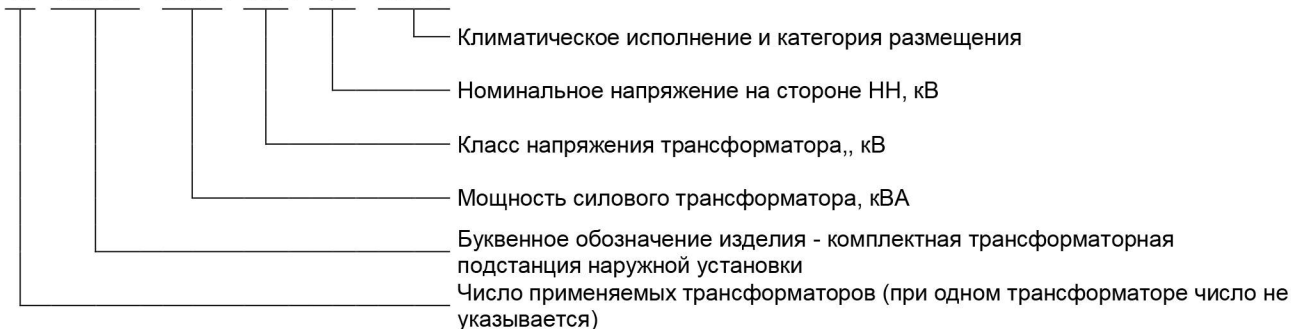 Климатическое исполнение и категория размещения
Номинальное напряжение на стороне НН, кВ
Класс напряжения трансформатора,, кВ
Мощность силового трансформатора, кВА
Буквенное обозначение изделия - комплектная трансформаторная
подстанция наружной установки
Число применяемых трансформаторов (при одном трансформаторе число не
указывается)